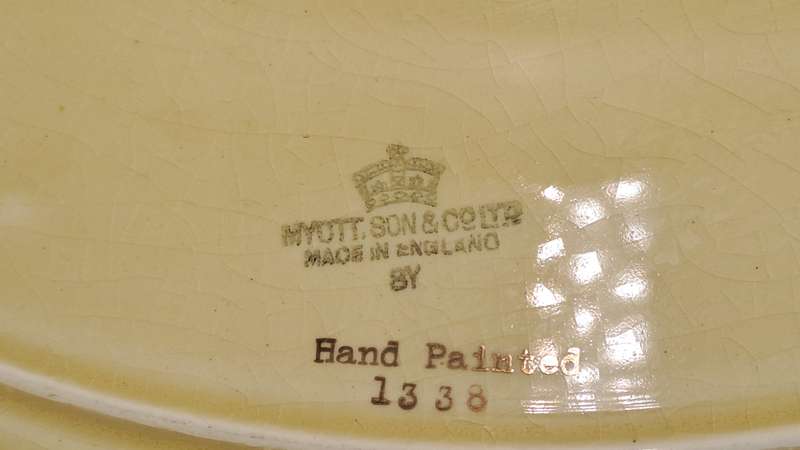 MYOTT, SON & CO LTD
MADE IN ENGLAND
8Y
Hand Painted
1338